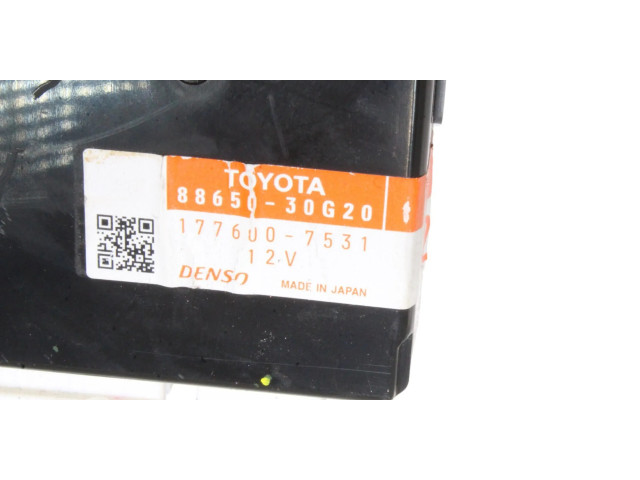 TOYOTA
88650-30G20
177600-7531
12V
DENSO
MADE IN JAPAN